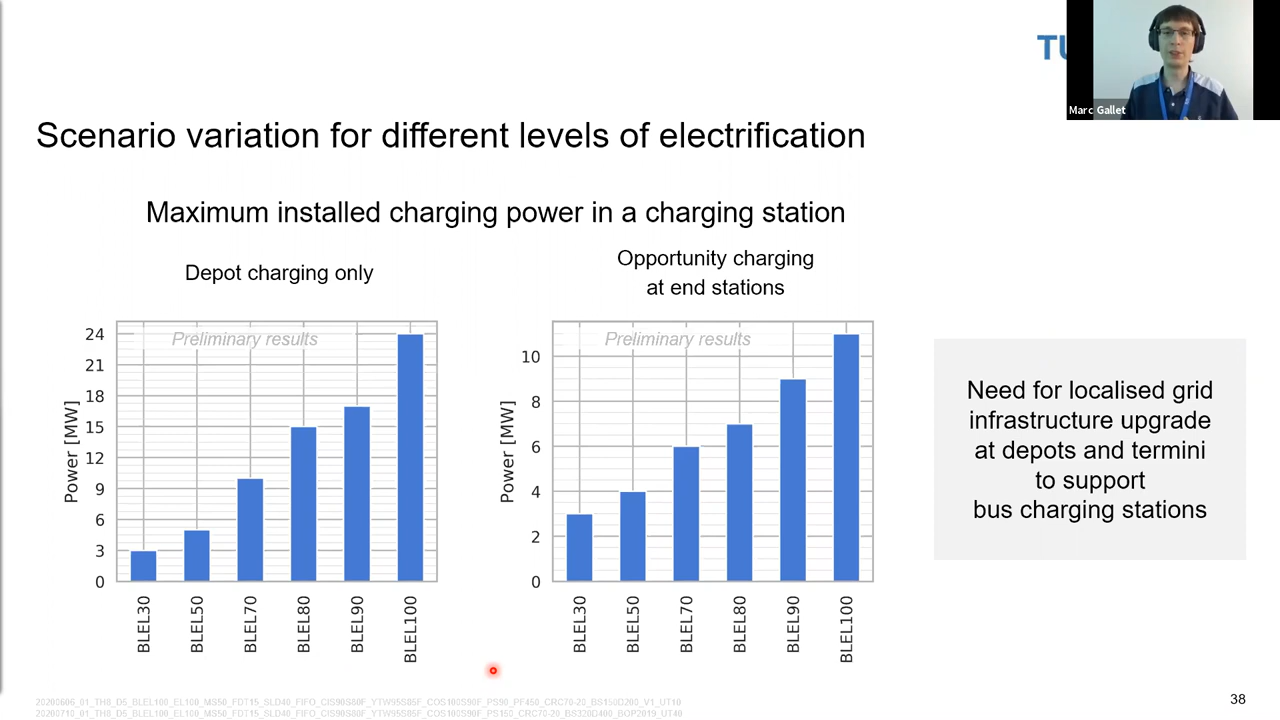 TU
Marc Gallet
Scenario variation for different levels of electrification
Maximum installed charging power in a charging station
Depot charging only
Opportunity charging
at end stations
Preliminary results
24
21
18
15
12
9
6
3
0
Power [MW]
BLEL30
BLEL50
BLEL70
BLEL80
BLEL90
BLEL100
Preliminary results
10
8
6
4
2
0
Power [MW]
BLEL30
BLEL50
BLEL70
BLEL80
BLEL90
BLEL100
Need for localised grid
infrastructure upgrade
at depots and termini
to support
bus charging stations
38